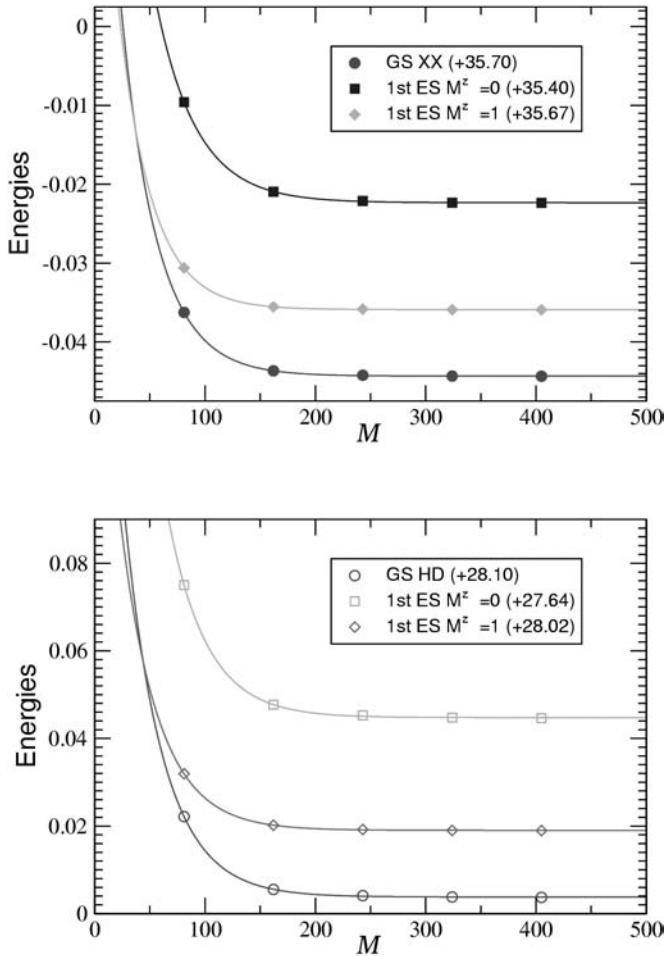 0
-0.01
-0.02
-0.03
-0.04
Energies
GS XX (+35.70)
1st ES M^z =0 (+35.40)
1st ES M^z =1 (+35.67)
0 100 200 300 400 500
M
0.08
0.06
0.04
0.02
0
Energies
GS HD (+28.10)
1st ES M^z =0 (+27.64)
1st ES M^z =1 (+28.02)
0 100 200 300 400 500
M